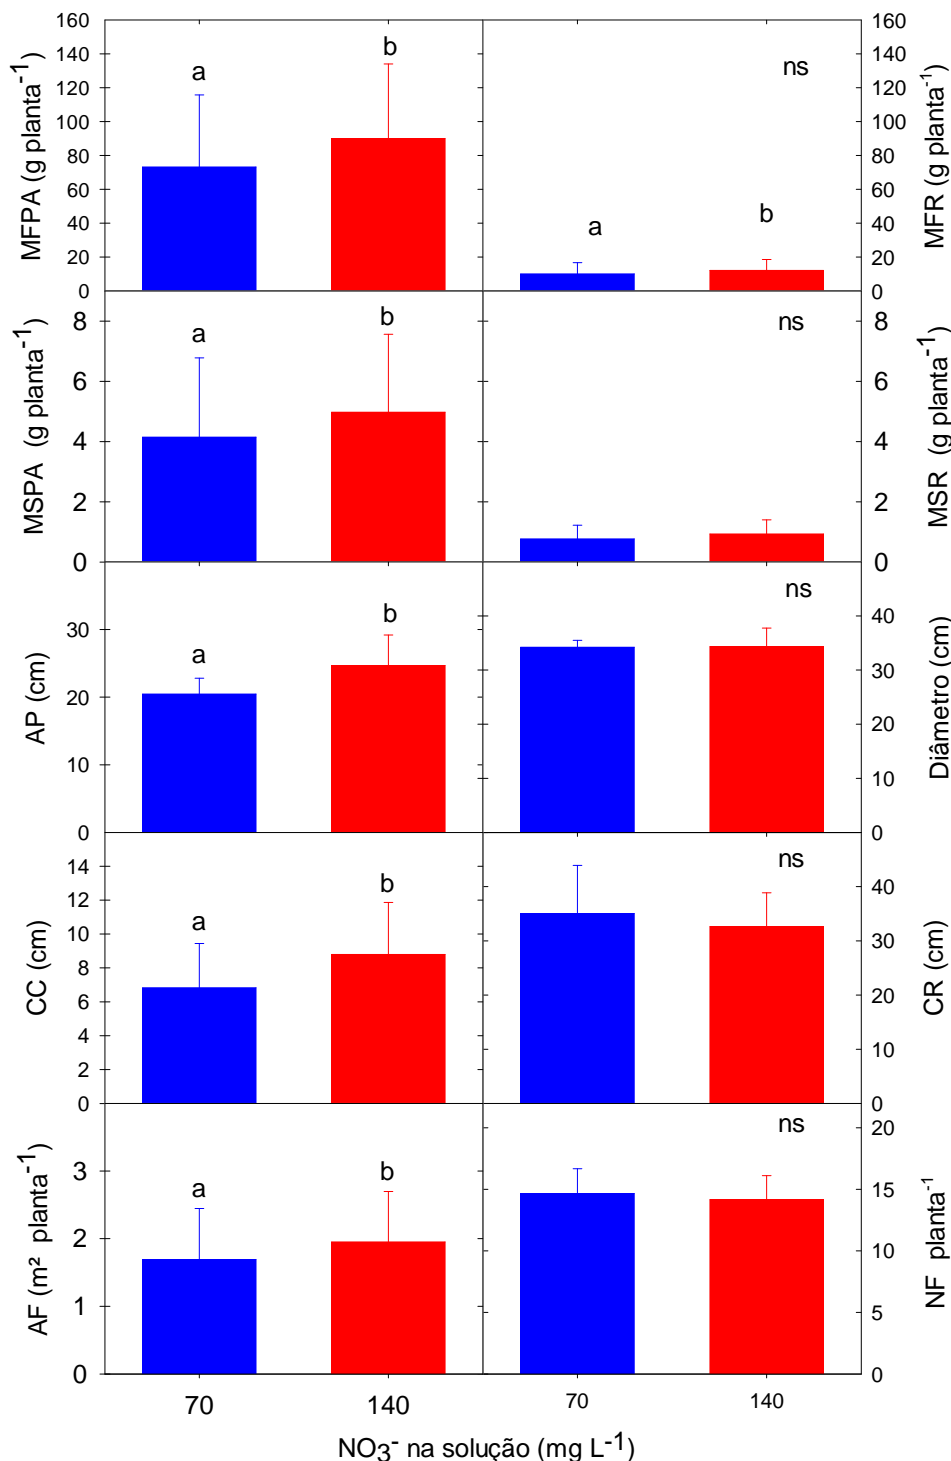 160
140
120
100
80
60
40
20
0
MFPA (g planta-1)
a
b
ns
a
b
160
140
120
100
80
60
40
20
0
MFR (g planta-1)
8
6
4
2
0
MSPA (g planta-1)
a
b
ns
8
6
4
2
0
MSR (g planta-1)
30
20
10
0
AP (cm)
a
b
ns
40
30
20
10
0
Diâmetro (cm)
14
12
10
8
6
4
2
0
CC (cm)
a
b
ns
40
30
20
10
0
CR (cm)
3
2
1
0
AF (m² planta-1)
a
b
ns
20
15
10
5
0
NF planta-1
70 140 70 140
NO3- na solução (mg L-1)